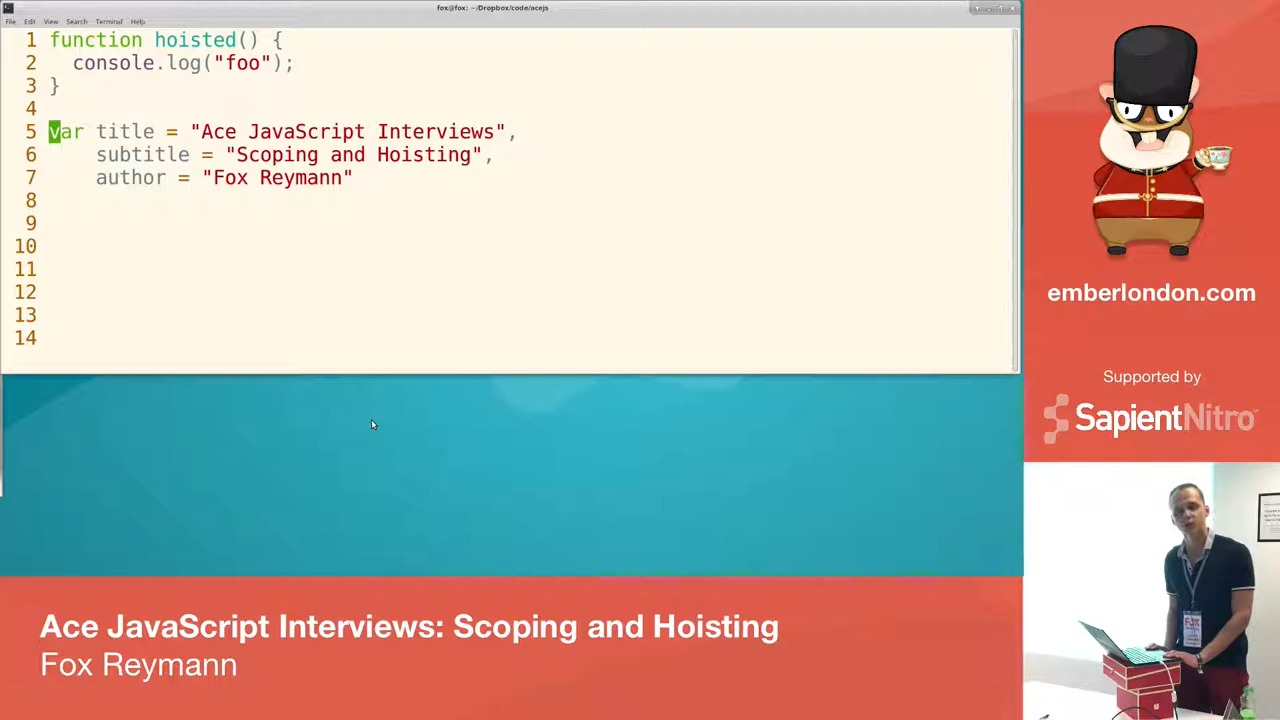 fox@fox: ~/Dropbox/code/acejs
File Edit View Search Terminal Help
1 function hoisted() {
2 console.log("foo");
3 }
4
5 var title = "Ace JavaScript Interviews",
6 subtitle = "Scoping and Hoisting",
7 author = "Fox Reymann"
8
9
10
11
12
13
14
emberlondon.com
Supported by
SapientNitro
FOX
Ace JavaScript Interviews: Scoping and Hoisting
Fox Reymann